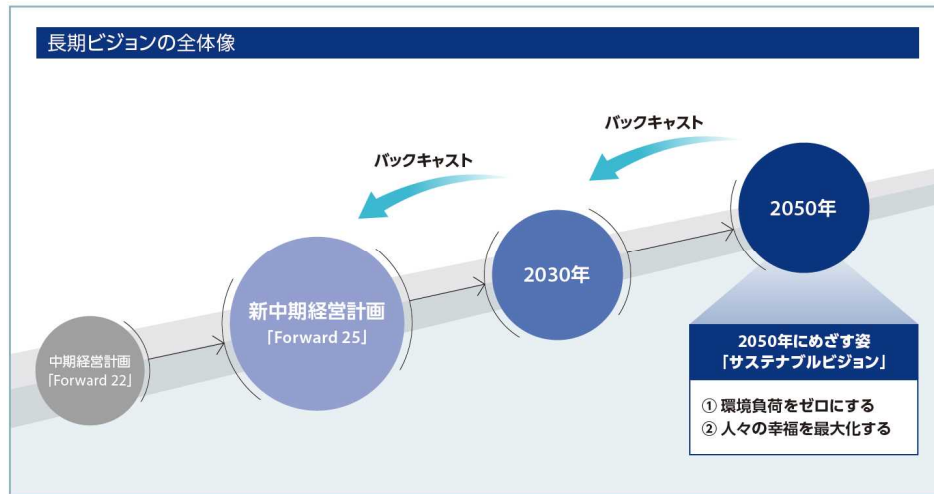 長期ビジョンの全体像
バックキャスト
バックキャスト
2050年
2030年
新中期経営計画
「Forward 25」
中期経営計画
「Forward 22」
2050年にめざす姿
「サステナブルビジョン」
① 環境負荷をゼロにする
② 人々の幸福を最大化する